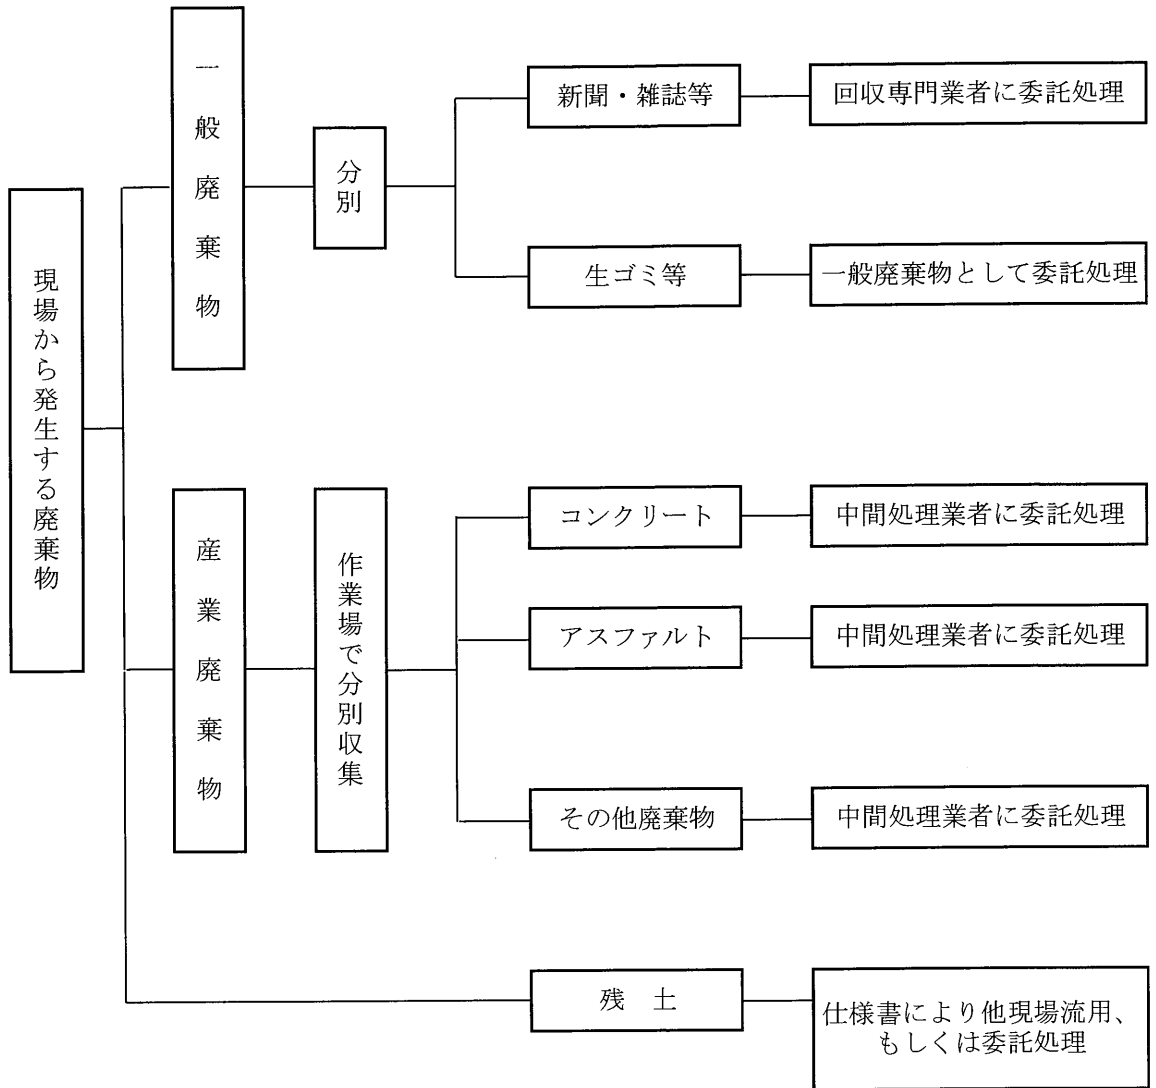 現場から発生する廃棄物
一般廃棄物
分別
新聞・雑誌等
回収専門業者に委託処理
生ゴミ等
一般廃棄物として委託処理
産業廃棄物
作業場で分別収集
コンクリート
中間処理業者に委託処理
アスファルト
中間処理業者に委託処理
その他廃棄物
中間処理業者に委託処理
残　土
仕様書により他現場流用、
もしくは委託処理